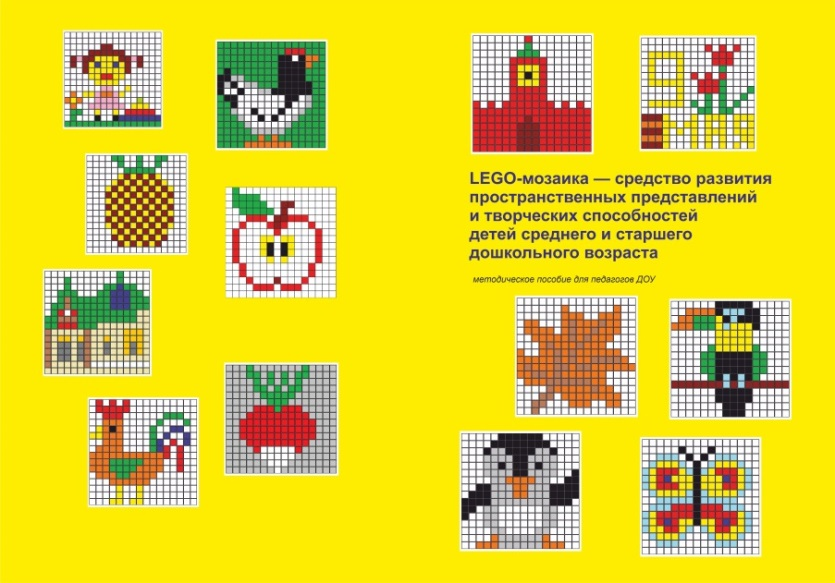 9
МАЯ
LEGO-мозаика — средство развития
пространственных представлений
и творческих способностей
детей среднего и старшего
дошкольного возраста
методическое пособие для педагогов ДОУ